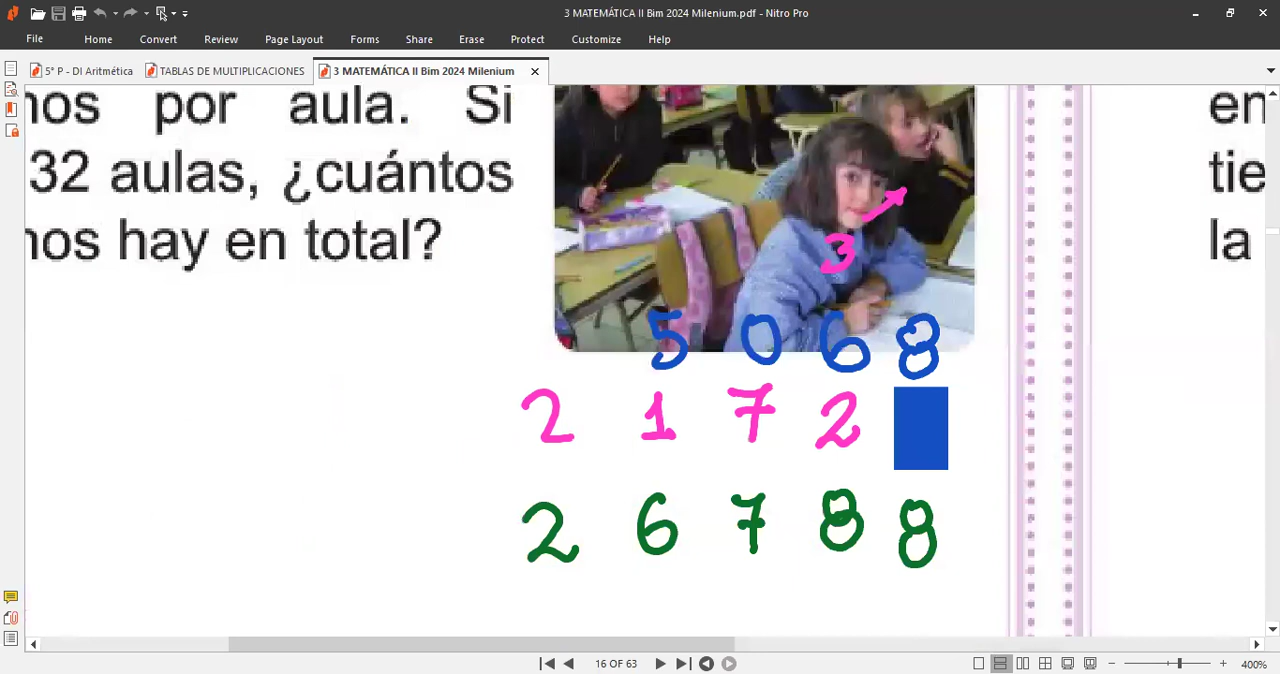 3 MATEMÁTICA II Bim 2024 Milenium.pdf - Nitro Pro
File Home Convert Review Page Layout Forms Share Erase Protect Customize Help
5° P - DI Aritmética TABLAS DE MULTIPLICACIONES 3 MATEMÁTICA II Bim 2024 Milenium
nos por aula. Si
32 aulas, ¿cuántos
nos hay en total?
en
tie
la
3
5 0 6 8
2 1 7 2
2 6 7 8 8
16 OF 63
400%